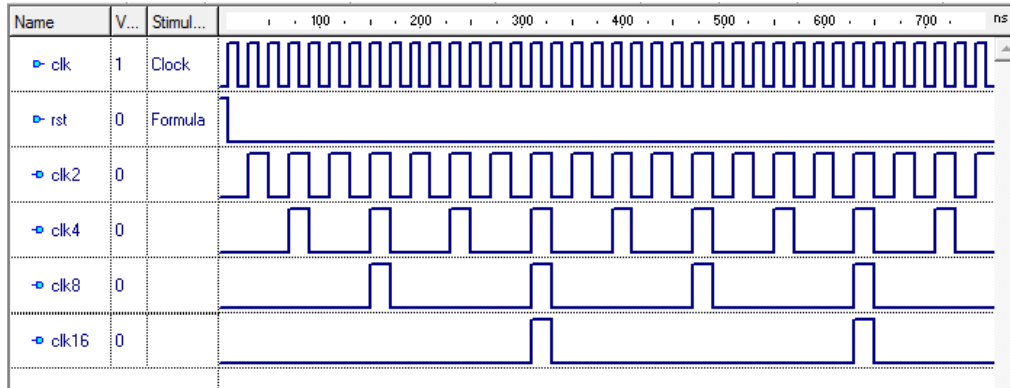 Name V... Stimul... 100 200 300 400 500 600 700 ns
clk 1 Clock
rst 0 Formula
clk2 0
clk4 0
clk8 0
clk16 0